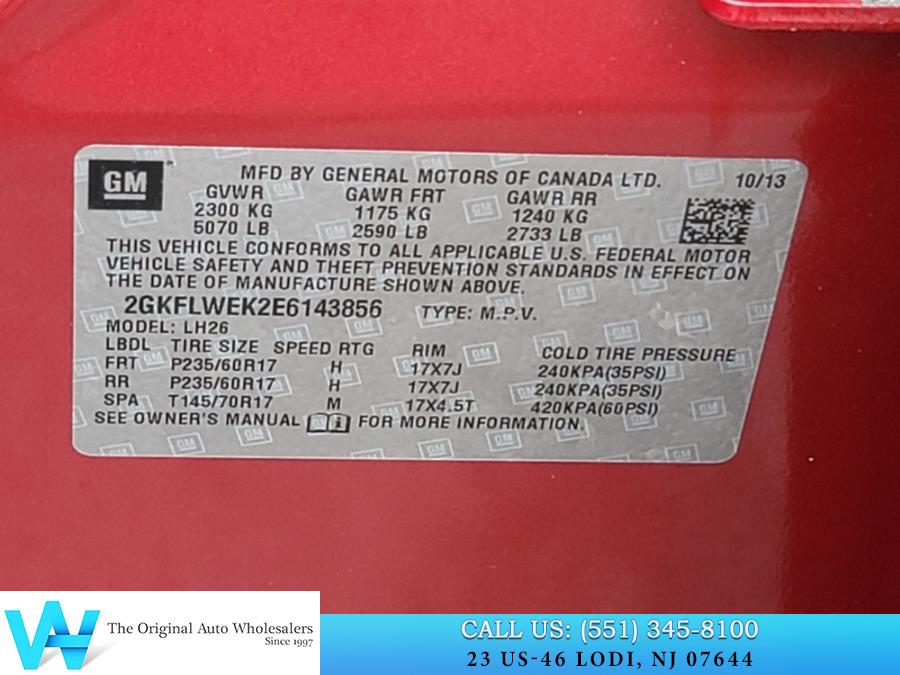 GM
MFD BY GENERAL MOTORS OF CANADA LTD. 10/13
GVWR GAWR FRT GAWR RR
2300 KG 1175 KG 1240 KG
5070 LB 2590 LB 2733 LB
THIS VEHICLE CONFORMS TO ALL APPLICABLE U.S. FEDERAL MOTOR
VEHICLE SAFETY AND THEFT PREVENTION STANDARDS IN EFFECT ON
THE DATE OF MANUFACTURE SHOWN ABOVE.
2GKFLWEK2E6143856 TYPE: M.P.V.
MODEL: LH26
LBDL TIRE SIZE SPEED RTG RIM COLD TIRE PRESSURE
FRT P235/60R17 H 17X7J 240KPA(35PSI)
RR P235/60R17 H 17X7J 240KPA(35PSI)
SPA T145/70R17 M 17X4.5T 420KPA(60PSI)
SEE OWNER'S MANUAL FOR MORE INFORMATION.
The Original Auto Wholesalers
Since 1997
CALL US: (551) 345-8100
23 US-46 LODI, NJ 07644